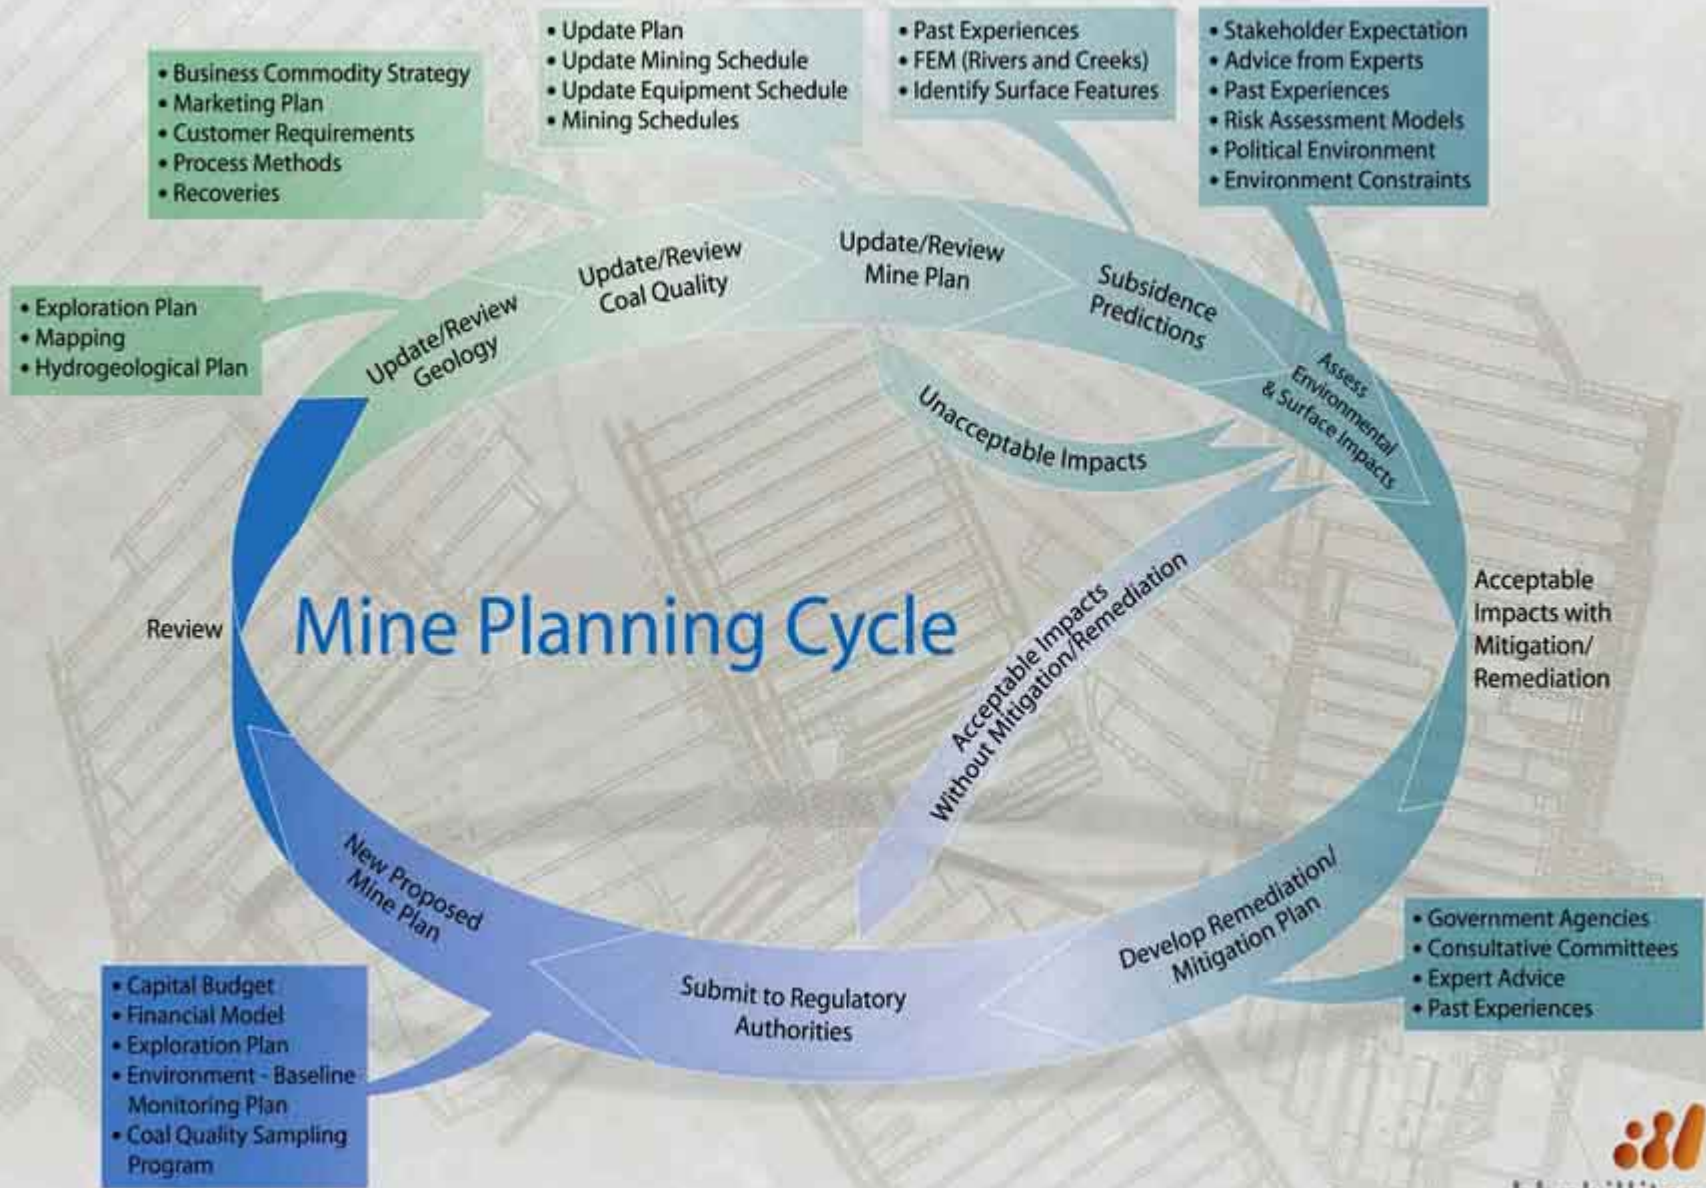 • Business Commodity Strategy
• Marketing Plan
• Customer Requirements
• Process Methods
• Recoveries
• Update Plan
• Update Mining Schedule
• Update Equipment Schedule
• Mining Schedules
• Past Experiences
• FEM (Rivers and Creeks)
• Identify Surface Features
• Stakeholder Expectation
• Advice from Experts
• Past Experiences
• Risk Assessment Models
• Political Environment
• Environment Constraints
• Exploration Plan
• Mapping
• Hydrogeological Plan
Update/Review
Geology
Update/Review
Coal Quality
Update/Review
Mine Plan
Subsidence
Predictions
Assess
Environmental
& Surface Impacts
Unacceptable Impacts
Acceptable Impacts
Without Mitigation/Remediation
Acceptable
Impacts with
Mitigation/
Remediation
Review
Mine Planning Cycle
Develop Remediation/
Mitigation Plan
• Government Agencies
• Consultative Committees
• Expert Advice
• Past Experiences
Submit to Regulatory
Authorities
New Proposed
Mine Plan
• Capital Budget
• Financial Model
• Exploration Plan
• Environment - Baseline
Monitoring Plan
• Coal Quality Sampling
Program